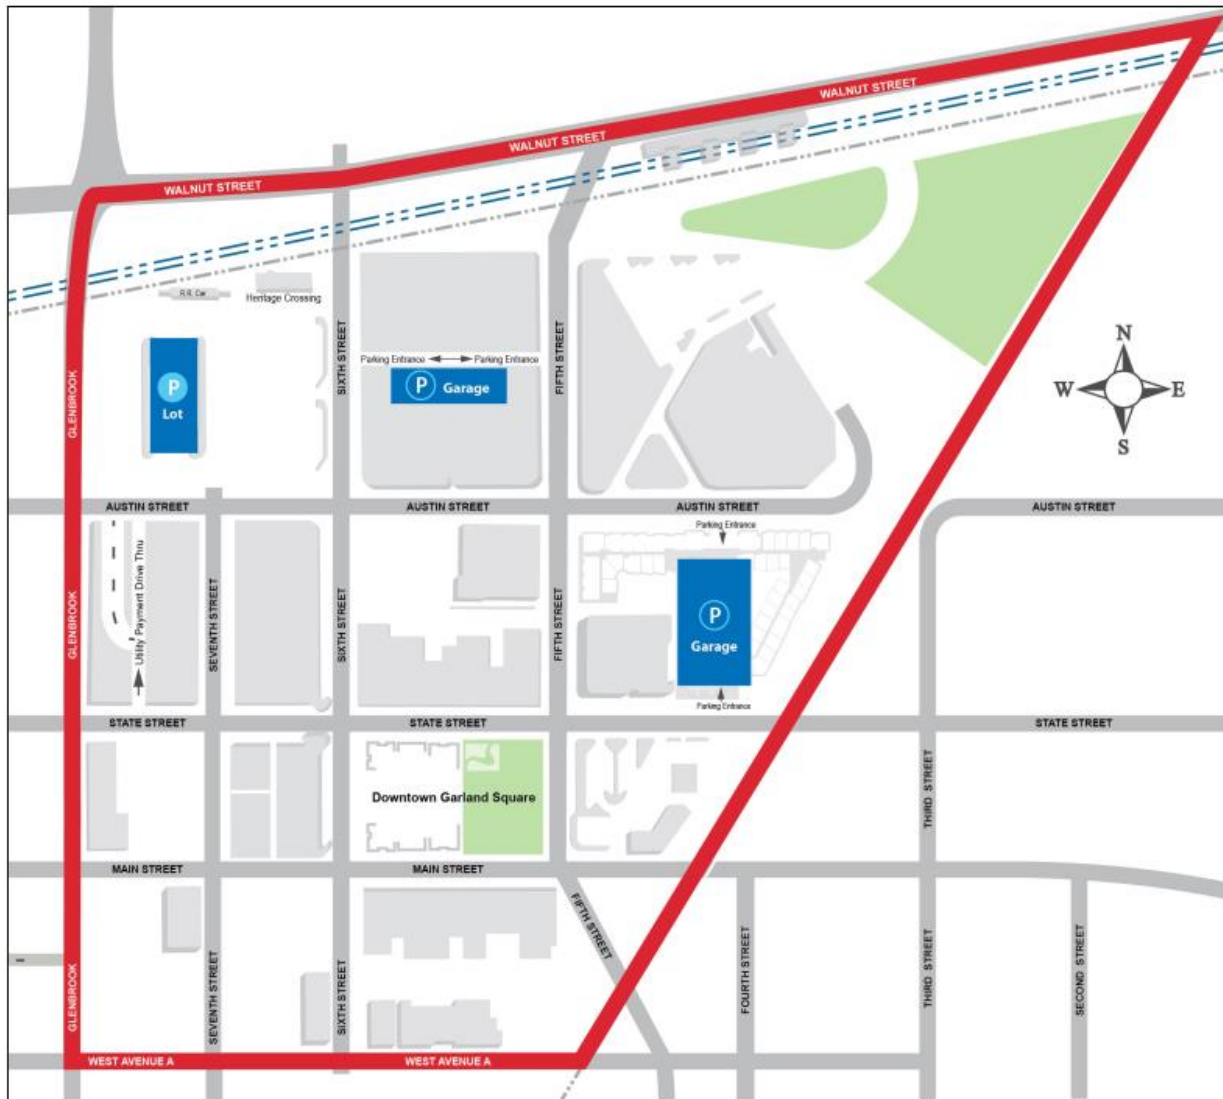 WALNUT STREET
WALNUT STREET
WALNUT STREET
R.R. Car
Heritage Crossing
GLENBROOK
P
Lot
SIXTH STREET
Parking Entrance
Parking Entrance
P Garage
FIFTH STREET
N
W
E
S
AUSTIN STREET
AUSTIN STREET
AUSTIN STREET
AUSTIN STREET
GLENBROOK
Utility Payment Drive Thru
SEVENTH STREET
SIXTH STREET
FIFTH STREET
Parking Entrance
P
Garage
Parking Entrance
STATE STREET
STATE STREET
STATE STREET
Downtown Garland Square
THIRD STREET
MAIN STREET
MAIN STREET
GLENBROOK
SEVENTH STREET
SIXTH STREET
FIFTH STREET
FOURTH STREET
THIRD STREET
SECOND STREET
WEST AVENUE A
WEST AVENUE A